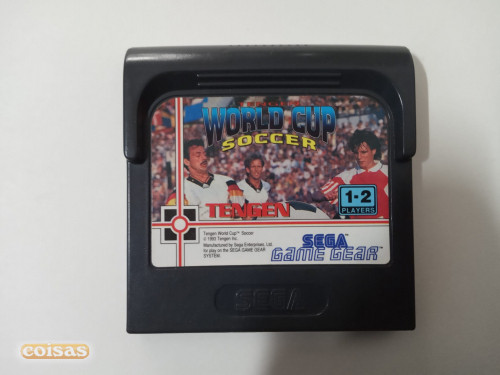 WORLD CUP
SOCCER
TENGEN
1-2
PLAYERS
Tengen World Cup™ Soccer
© 1993 Tengen Inc.
Manufactured by Sega Enterprises, Ltd.
for play on the SEGA GAME GEAR
SYSTEM.
SEGA
GAME GEAR
SEGA
coisas